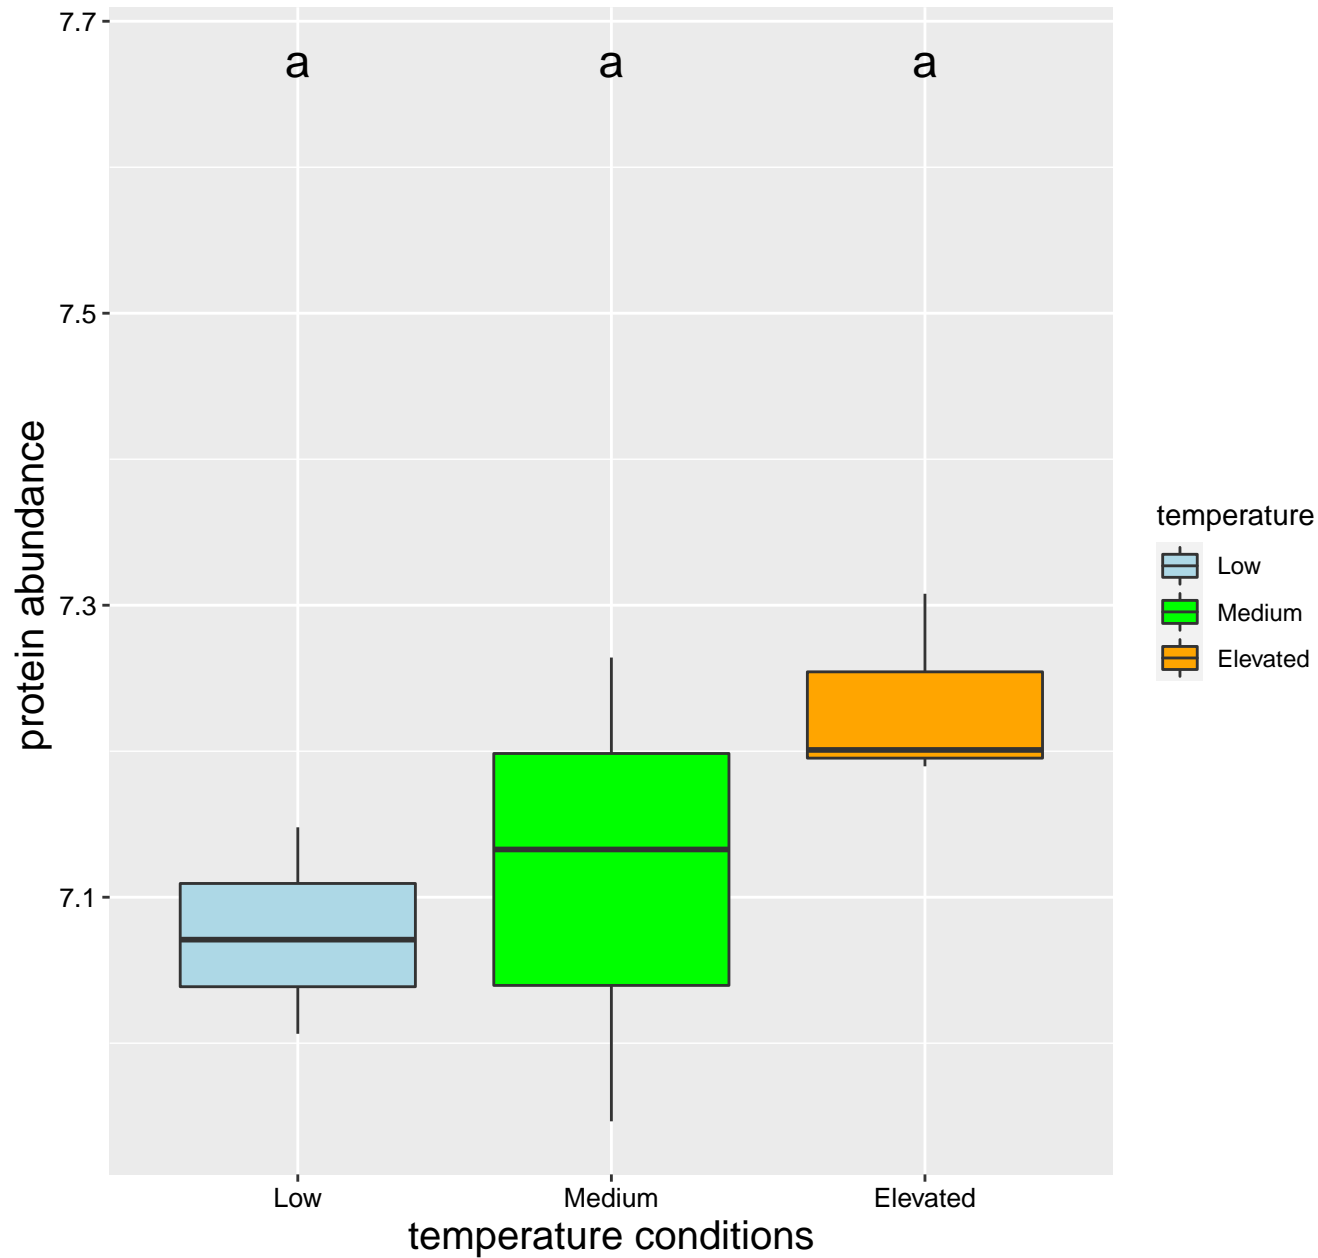 7.7
7.5
7.3
7.1
protein abundance
a a a
Low Medium Elevated
temperature conditions
temperature
Low
Medium
Elevated